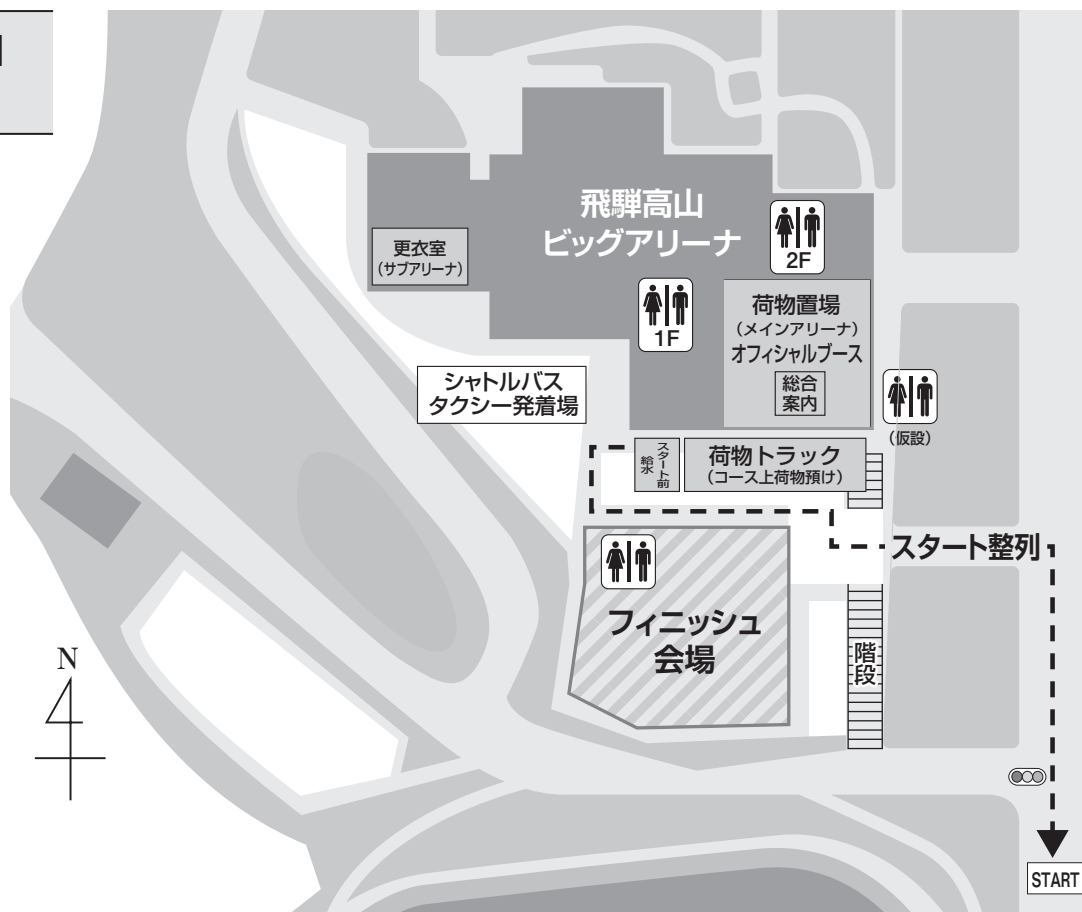 飛騨高山
ビッグアリーナ
更衣室
(サブアリーナ)
2F
1F
荷物置場
(メインアリーナ)
オフィシャルブース
総合
案内
シャトルバス
タクシー発着場
(仮設)
スタート前
給水
荷物トラック
(コース上荷物預け)
スタート整列
フィニッシュ
会場
階段
N
START